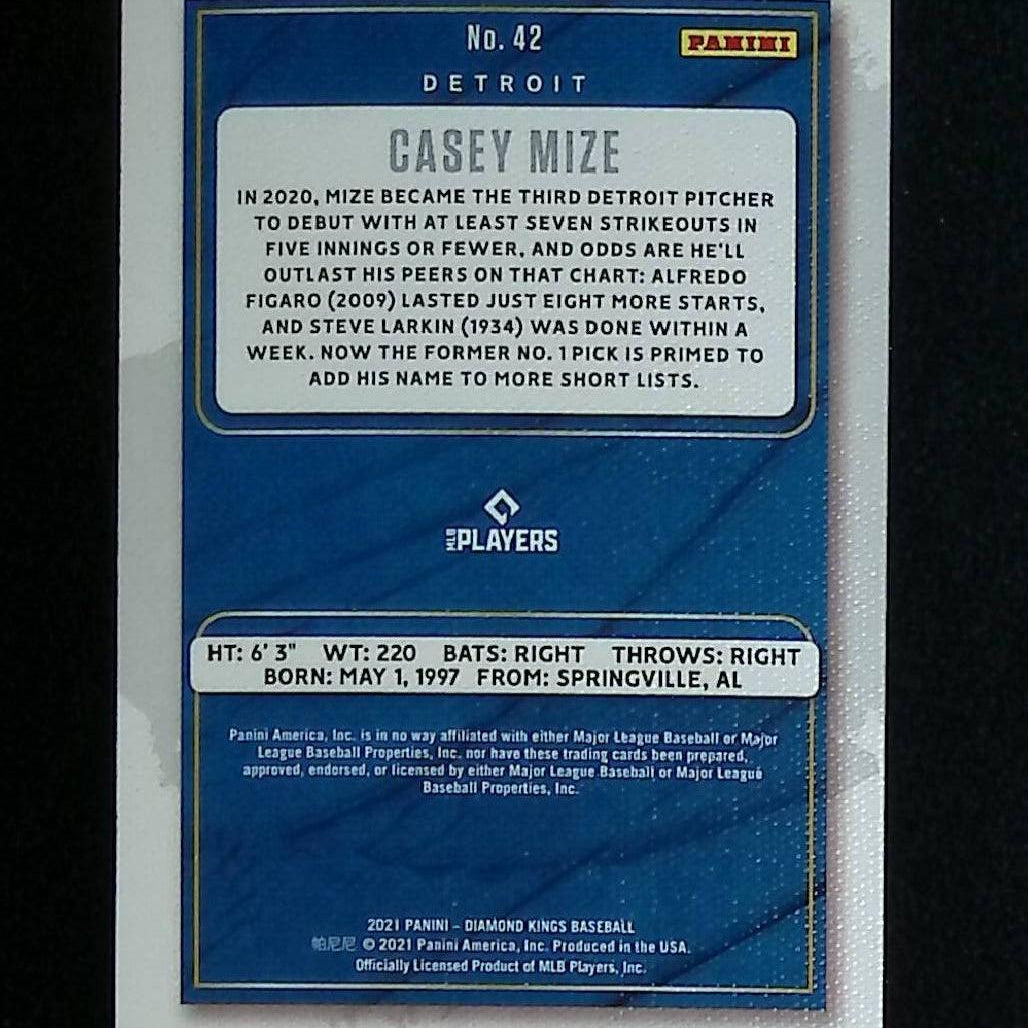 No. 42
PANINI
DETROIT
CASEY MIZE
IN 2020, MIZE BECAME THE THIRD DETROIT PITCHER
TO DEBUT WITH AT LEAST SEVEN STRIKEOUTS IN
FIVE INNINGS OR FEWER, AND ODDS ARE HE'LL
OUTLAST HIS PEERS ON THAT CHART: ALFREDO
FIGARO (2009) LASTED JUST EIGHT MORE STARTS,
AND STEVE LARKIN (1934) WAS DONE WITHIN A
WEEK. NOW THE FORMER NO. 1 PICK IS PRIMED TO
ADD HIS NAME TO MORE SHORT LISTS.
MLB PLAYERS
HT: 6' 3" WT: 220 BATS: RIGHT THROWS: RIGHT
BORN: MAY 1, 1997 FROM: SPRINGVILLE, AL
Panini America, Inc. is in no way affiliated with either Major League Baseball or Major
League Baseball Properties, Inc. nor have these trading cards been prepared,
approved, endorsed, or licensed by either Major League Baseball or Major League
Baseball Properties, Inc.
2021 PANINI – DIAMOND KINGS BASEBALL
帕尼尼 © 2021 Panini America, Inc. Produced in the USA.
Officially Licensed Product of MLB Players, Inc.